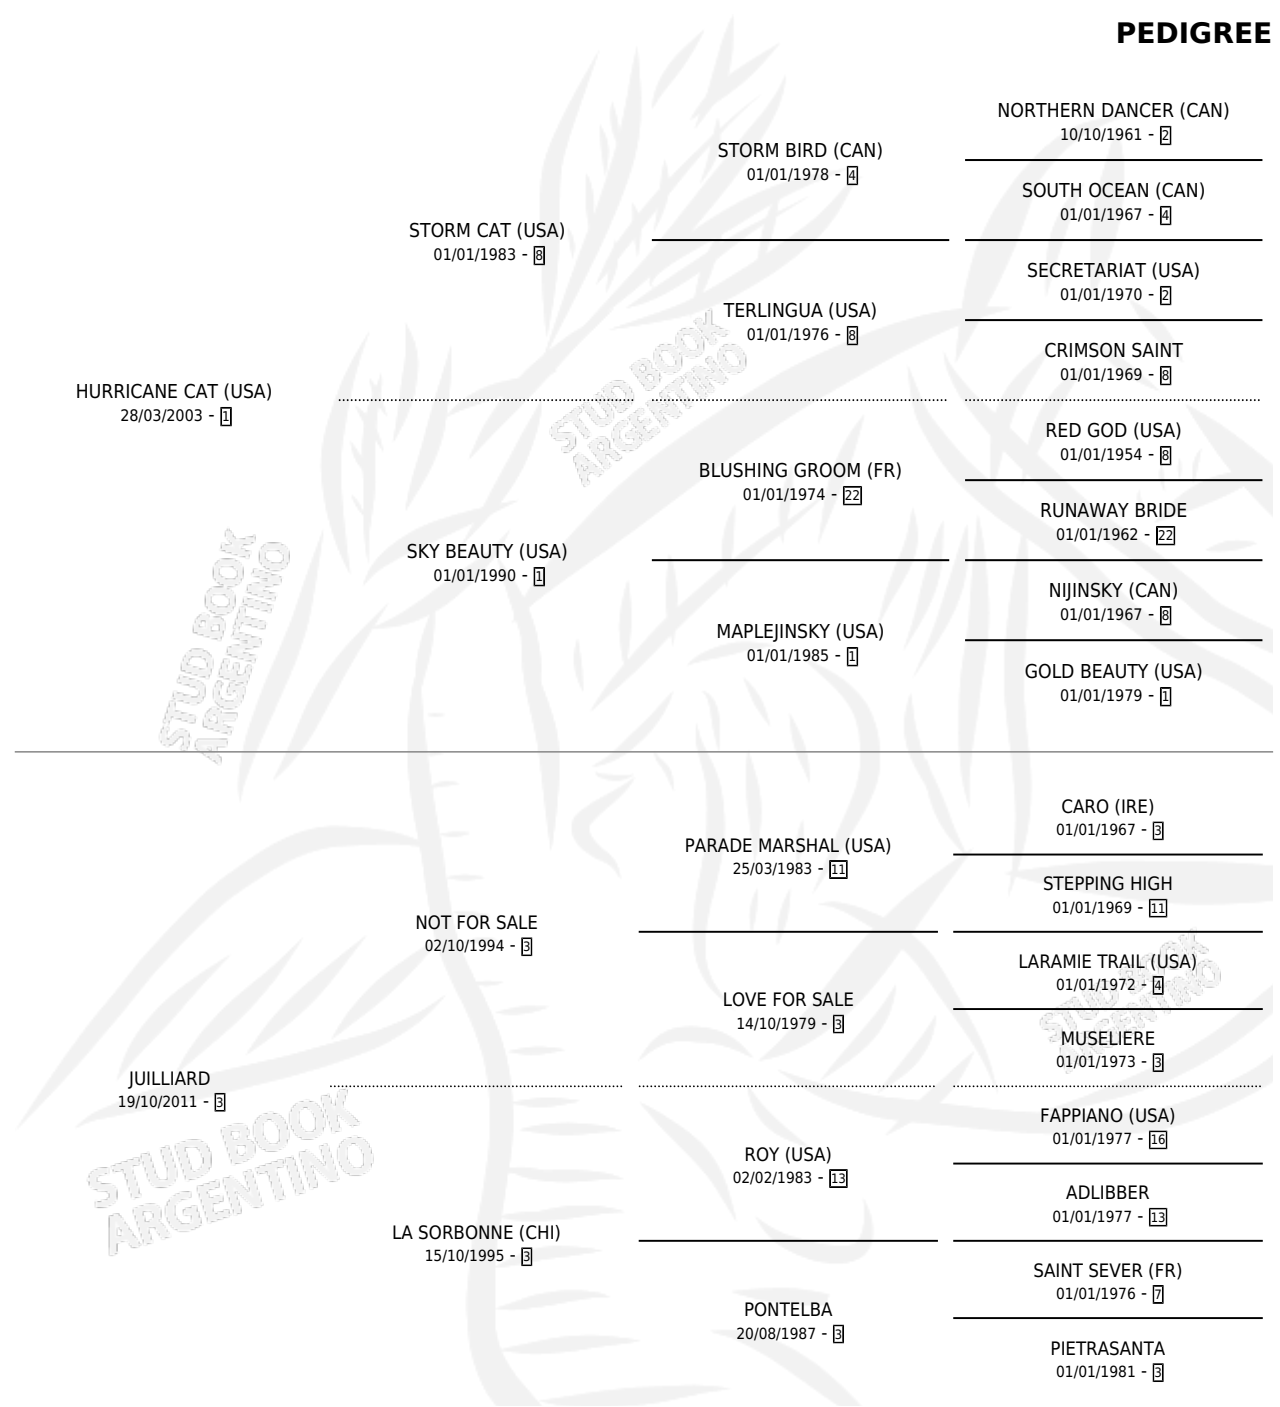 PEDIGREE
NORTHERN DANCER (CAN)
10/10/1961 - 2
STORM BIRD (CAN)
01/01/1978 - 4
SOUTH OCEAN (CAN)
01/01/1967 - 4
STORM CAT (USA)
01/01/1983 - 8
SECRETARIAT (USA)
01/01/1970 - 2
TERLINGUA (USA)
01/01/1976 - 8
CRIMSON SAINT
01/01/1969 - 8
HURRICANE CAT (USA)
28/03/2003 - 1
RED GOD (USA)
01/01/1954 - 8
BLUSHING GROOM (FR)
01/01/1974 - 22
RUNAWAY BRIDE
01/01/1962 - 22
SKY BEAUTY (USA)
01/01/1990 - 1
NIJINSKY (CAN)
01/01/1967 - 8
MAPLEJINSKY (USA)
01/01/1985 - 1
GOLD BEAUTY (USA)
01/01/1979 - 1
CARO (IRE)
01/01/1967 - 3
PARADE MARSHAL (USA)
25/03/1983 - 11
STEPPING HIGH
01/01/1969 - 11
NOT FOR SALE
02/10/1994 - 3
LARAMIE TRAIL (USA)
01/01/1972 - 4
LOVE FOR SALE
14/10/1979 - 3
MUSELIERE
01/01/1973 - 3
JUILLIARD
19/10/2011 - 3
FAPPIANO (USA)
01/01/1977 - 16
ROY (USA)
02/02/1983 - 13
ADLIBBER
01/01/1977 - 13
LA SORBONNE (CHI)
15/10/1995 - 3
SAINT SEVER (FR)
01/01/1976 - 7
PONTELBA
20/08/1987 - 3
PIETRASANTA
01/01/1981 - 3
STUD BOOK
ARGENTINO
STUD BOOK
ARGENTINO
STUD BOOK
ARGENTINO
STUD BOOK
ARGENTINO